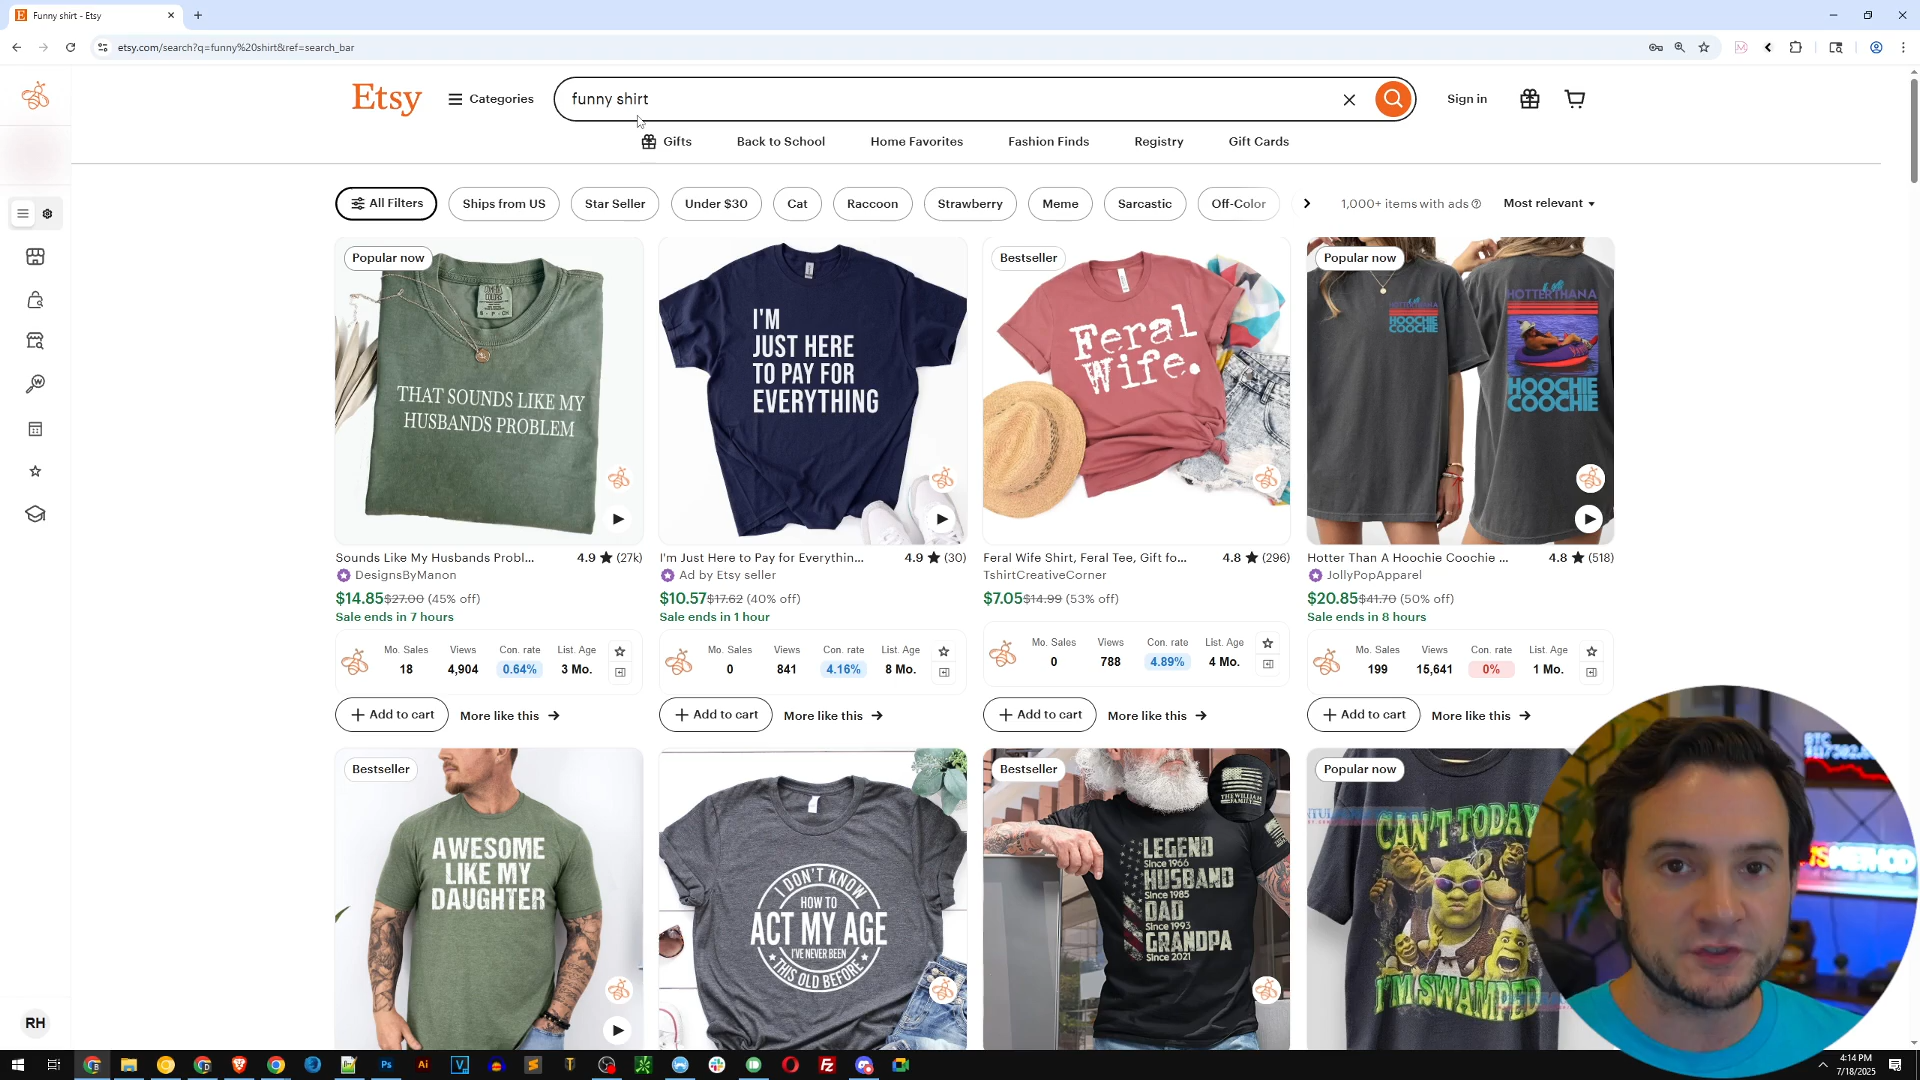 Funny shirt - Etsy
etsy.com/search?q=funny%20shirt&ref=search_bar
Etsy
Categories
funny shirt
Sign in
Gifts
Back to School
Home Favorites
Fashion Finds
Registry
Gift Cards
All Filters
Ships from US
Star Seller
Under $30
Cat
Raccoon
Strawberry
Meme
Sarcastic
Off-Color
1,000+ items with ads
Most relevant
Popular now
THAT SOUNDS LIKE MY
HUSBANDS PROBLEM
I'M
JUST HERE
TO PAY FOR
EVERYTHING
Bestseller
Feral
Wife.
Popular now
HOTTER THAN A
HOOCHIE
COOCHIE
HOTTER THAN A
HOOCHIE
COOCHIE
Sounds Like My Husbands Probl...
4.9 ★ (27k)
DesignsByManon
$14.85 $27.00 (45% off)
Sale ends in 7 hours
I'm Just Here to Pay for Everythin...
4.9 ★ (30)
Ad by Etsy seller
$10.57 $17.62 (40% off)
Sale ends in 1 hour
Feral Wife Shirt, Feral Tee, Gift fo...
4.8 ★ (296)
TshirtCreativeCorner
$7.05 $14.99 (53% off)
Hotter Than A Hoochie Coochie ...
4.8 ★ (518)
JollyPopApparel
$20.85 $41.70 (50% off)
Sale ends in 8 hours
Mo. Sales Views Con. rate List. Age
18 4,904 0.64% 3 Mo.
Mo. Sales Views Con. rate List. Age
0 841 4.16% 8 Mo.
Mo. Sales Views Con. rate List. Age
0 788 4.89% 4 Mo.
Mo. Sales Views Con. rate List. Age
199 15,641 0% 1 Mo.
+ Add to cart
More like this →
+ Add to cart
More like this →
+ Add to cart
More like this →
+ Add to cart
More like this →
Bestseller
AWESOME
LIKE MY
DAUGHTER
I DON'T KNOW
HOW TO
ACT MY AGE
I'VE NEVER BEEN
THIS OLD BEFORE
Bestseller
LEGEND
Since 1966
HUSBAND
Since 1985
DAD
Since 1993
GRANDPA
Since 2021
Popular now
CAN'T TODAY
I'M SWAMPED
BTC
RH
4:14 PM
7/18/2025